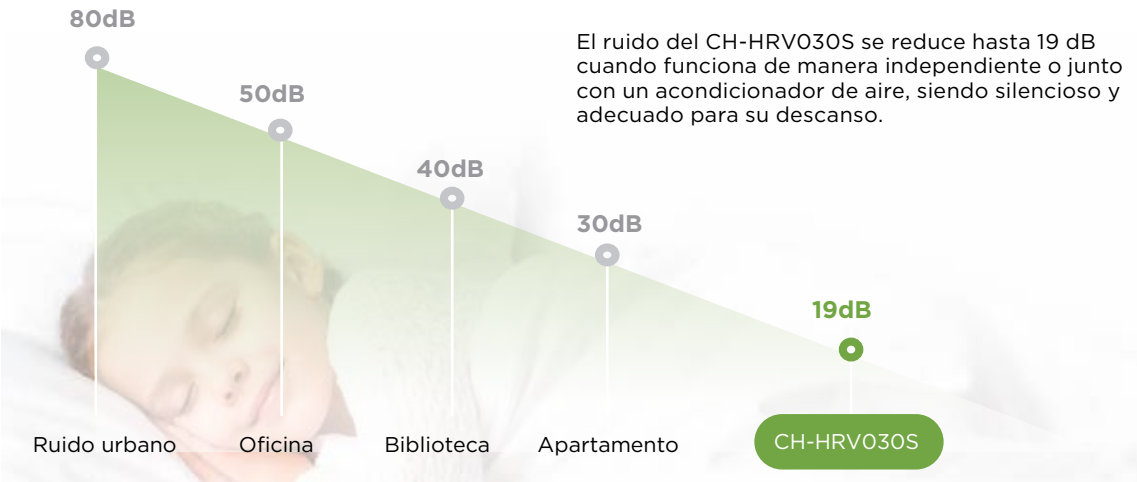 80dB
El ruido del CH-HRV030S se reduce hasta 19 dB
cuando funciona de manera independiente o junto
con un acondicionador de aire, siendo silencioso y
adecuado para su descanso.
50dB
40dB
30dB
19dB
Ruido urbano
Oficina
Biblioteca
Apartamento
CH-HRV030S